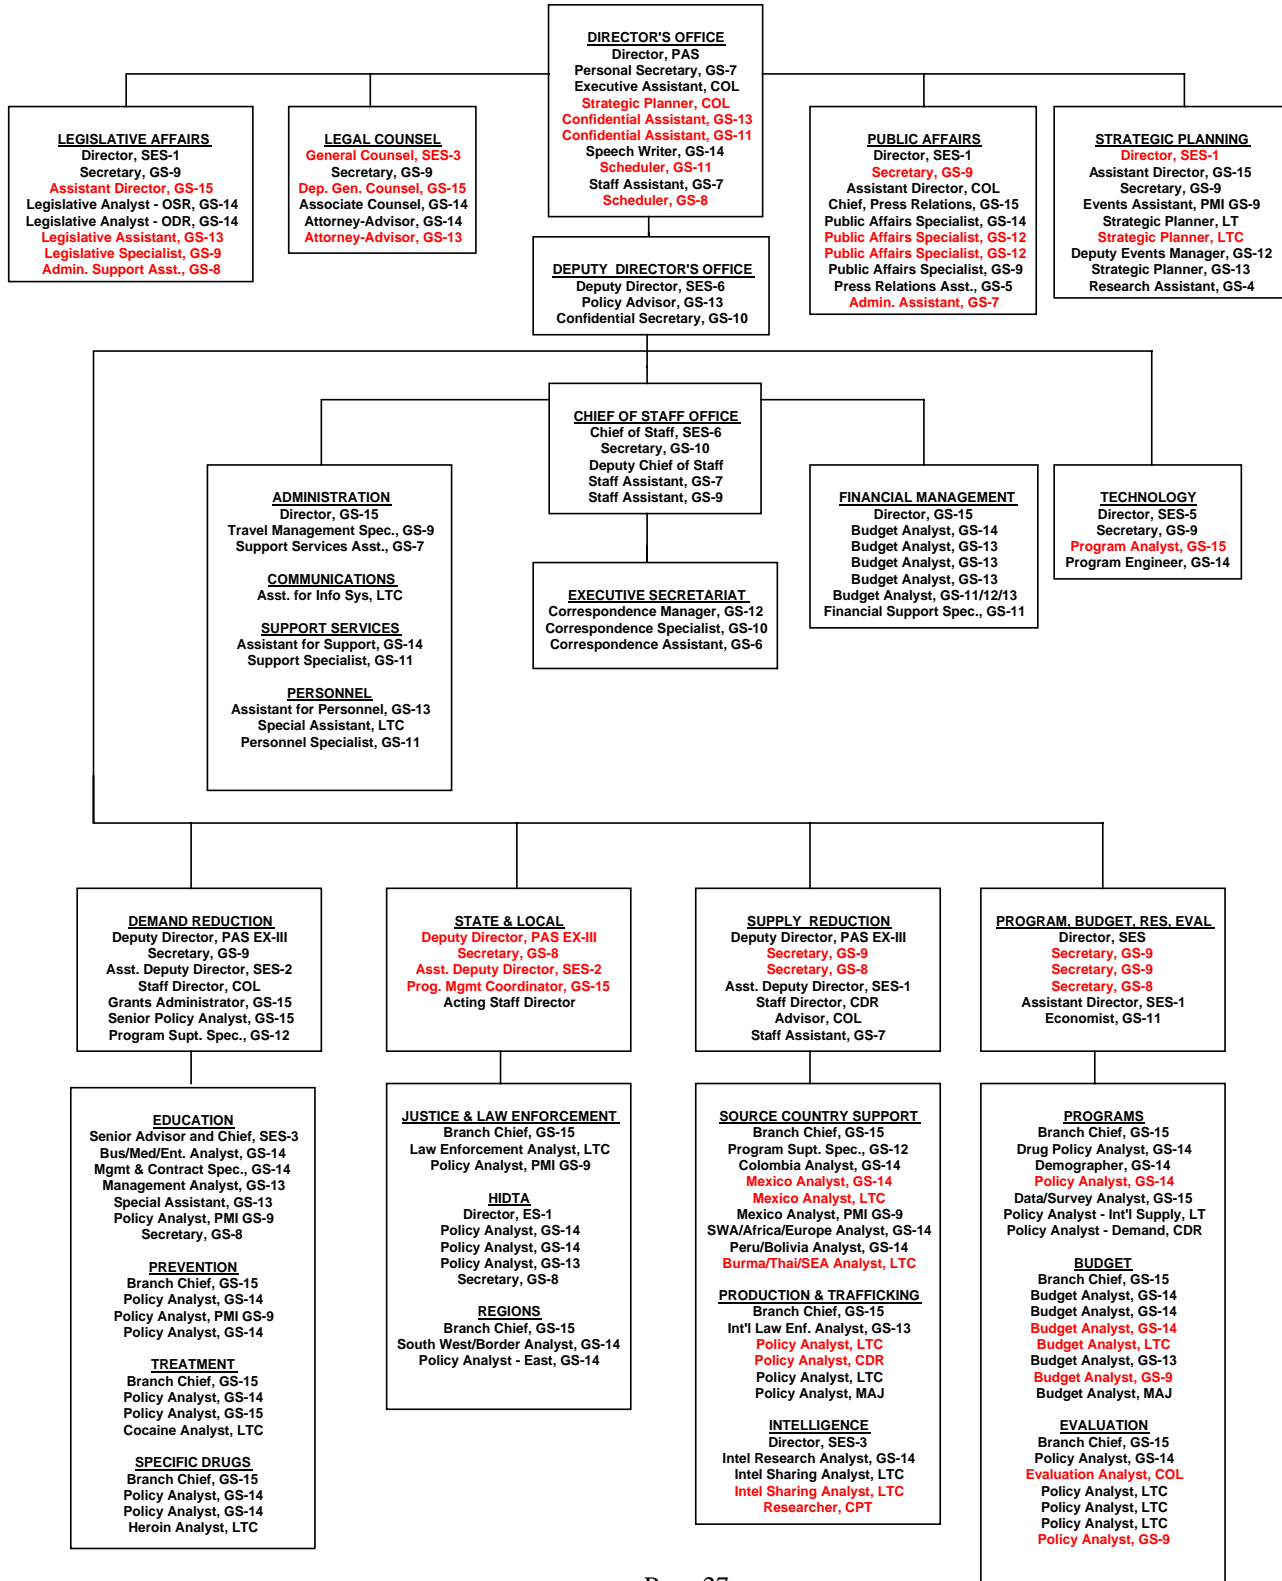 DIRECTOR'S OFFICE
Director, PAS
Personal Secretary, GS-7
Executive Assistant, COL
Strategic Planner, COL
Confidential Assistant, GS-13
Confidential Assistant, GS-11
Speech Writer, GS-14
Scheduler, GS-11
Staff Assistant, GS-7
Scheduler, GS-8
LEGISLATIVE AFFAIRS
Director, SES-1
Secretary, GS-9
Assistant Director, GS-15
Legislative Analyst - OSR, GS-14
Legislative Analyst - ODR, GS-14
Legislative Assistant, GS-13
Legislative Specialist, GS-9
Admin. Support Asst., GS-8
LEGAL COUNSEL
General Counsel, SES-3
Secretary, GS-9
Dep. Gen. Counsel, GS-15
Associate Counsel, GS-14
Attorney-Advisor, GS-14
Attorney-Advisor, GS-13
PUBLIC AFFAIRS
Director, SES-1
Secretary, GS-9
Assistant Director, COL
Chief, Press Relations, GS-15
Public Affairs Specialist, GS-14
Public Affairs Specialist, GS-12
Public Affairs Specialist, GS-12
Public Affairs Specialist, GS-9
Press Relations Asst., GS-5
Admin. Assistant, GS-7
STRATEGIC PLANNING
Director, SES-1
Assistant Director, GS-15
Secretary, GS-9
Events Assistant, PMI GS-9
Strategic Planner, LT
Strategic Planner, LTC
Deputy Events Manager, GS-12
Strategic Planner, GS-13
Research Assistant, GS-4
DEPUTY DIRECTOR'S OFFICE
Deputy Director, SES-6
Policy Advisor, GS-13
Confidential Secretary, GS-10
CHIEF OF STAFF OFFICE
Chief of Staff, SES-6
Secretary, GS-10
Deputy Chief of Staff
Staff Assistant, GS-7
Staff Assistant, GS-9
ADMINISTRATION
Director, GS-15
Travel Management Spec., GS-9
Support Services Asst., GS-7
COMMUNICATIONS
Asst. for Info Sys, LTC
SUPPORT SERVICES
Assistant for Support, GS-14
Support Specialist, GS-11
PERSONNEL
Assistant for Personnel, GS-13
Special Assistant, LTC
Personnel Specialist, GS-11
EXECUTIVE SECRETARIAT
Correspondence Manager, GS-12
Correspondence Specialist, GS-10
Correspondence Assistant, GS-6
FINANCIAL MANAGEMENT
Director, GS-15
Budget Analyst, GS-14
Budget Analyst, GS-13
Budget Analyst, GS-13
Budget Analyst, GS-13
Budget Analyst, GS-11/12/13
Financial Support Spec., GS-11
TECHNOLOGY
Director, SES-5
Secretary, GS-9
Program Analyst, GS-15
Program Engineer, GS-14
DEMAND REDUCTION
Deputy Director, PAS EX-III
Secretary, GS-9
Asst. Deputy Director, SES-2
Staff Director, COL
Grants Administrator, GS-15
Senior Policy Analyst, GS-15
Program Supt. Spec., GS-12
STATE & LOCAL
Deputy Director, PAS EX-III
Secretary, GS-8
Asst. Deputy Director, SES-2
Prog. Mgmt Coordinator, GS-15
Acting Staff Director
SUPPLY REDUCTION
Deputy Director, PAS EX-III
Secretary, GS-9
Secretary, GS-8
Asst. Deputy Director, SES-1
Staff Director, CDR
Advisor, COL
Staff Assistant, GS-7
PROGRAM, BUDGET, RES, EVAL
Director, SES
Secretary, GS-9
Secretary, GS-9
Secretary, GS-8
Assistant Director, SES-1
Economist, GS-11
EDUCATION
Senior Advisor and Chief, SES-3
Bus/Med/Ent. Analyst, GS-14
Mgmt & Contract Spec., GS-14
Management Analyst, GS-13
Special Assistant, GS-13
Policy Analyst, PMI GS-9
Secretary, GS-8
PREVENTION
Branch Chief, GS-15
Policy Analyst, GS-14
Policy Analyst, PMI GS-9
Policy Analyst, GS-14
TREATMENT
Branch Chief, GS-15
Policy Analyst, GS-14
Policy Analyst, GS-15
Cocaine Analyst, LTC
SPECIFIC DRUGS
Branch Chief, GS-15
Policy Analyst, GS-14
Policy Analyst, GS-14
Heroin Analyst, LTC
JUSTICE & LAW ENFORCEMENT
Branch Chief, GS-15
Law Enforcement Analyst, LTC
Policy Analyst, PMI GS-9
HIDTA
Director, ES-1
Policy Analyst, GS-14
Policy Analyst, GS-14
Policy Analyst, GS-13
Secretary, GS-8
REGIONS
Branch Chief, GS-15
South West/Border Analyst, GS-14
Policy Analyst - East, GS-14
SOURCE COUNTRY SUPPORT
Branch Chief, GS-15
Program Supt. Spec., GS-12
Colombia Analyst, GS-14
Mexico Analyst, GS-14
Mexico Analyst, LTC
Mexico Analyst, PMI GS-9
SWA/Africa/Europe Analyst, GS-14
Peru/Bolivia Analyst, GS-14
Burma/Thai/SEA Analyst, LTC
PRODUCTION & TRAFFICKING
Branch Chief, GS-15
Int'l Law Enf. Analyst, GS-13
Policy Analyst, LTC
Policy Analyst, CDR
Policy Analyst, LTC
Policy Analyst, MAJ
INTELLIGENCE
Director, SES-3
Intel Research Analyst, GS-14
Intel Sharing Analyst, LTC
Intel Sharing Analyst, LTC
Researcher, CPT
PROGRAMS
Branch Chief, GS-15
Drug Policy Analyst, GS-14
Demographer, GS-14
Policy Analyst, GS-14
Data/Survey Analyst, GS-15
Policy Analyst - Int'l Supply, LT
Policy Analyst - Demand, CDR
BUDGET
Branch Chief, GS-15
Budget Analyst, GS-14
Budget Analyst, GS-14
Budget Analyst, GS-14
Budget Analyst, LTC
Budget Analyst, GS-13
Budget Analyst, GS-9
Budget Analyst, MAJ
EVALUATION
Branch Chief, GS-15
Policy Analyst, GS-14
Evaluation Analyst, COL
Policy Analyst, LTC
Policy Analyst, LTC
Policy Analyst, LTC
Policy Analyst, GS-9